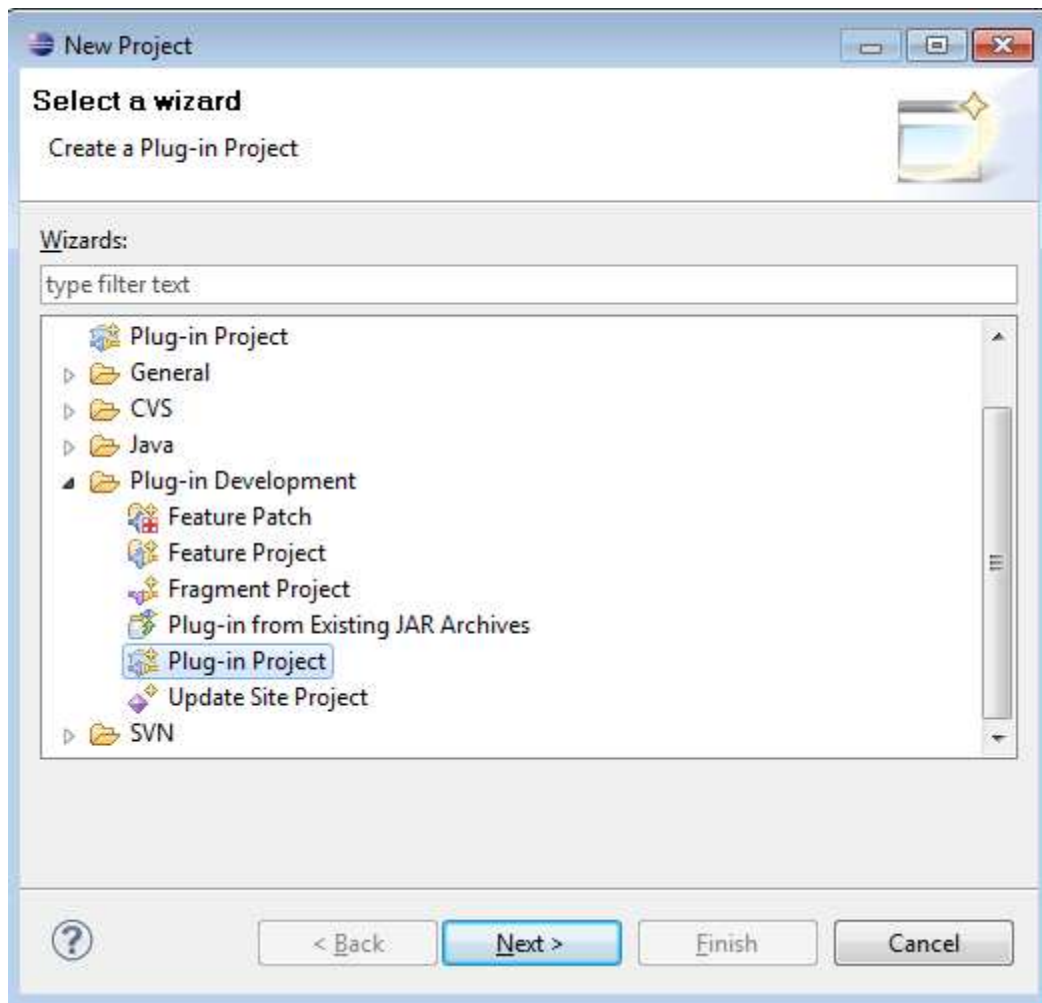 New Project
Select a wizard
Create a Plug-in Project
Wizards:
type filter text
Plug-in Project
General
CVS
Java
Plug-in Development
Feature Patch
Feature Project
Fragment Project
Plug-in from Existing JAR Archives
Plug-in Project
Update Site Project
SVN
? < Back Next > Finish Cancel